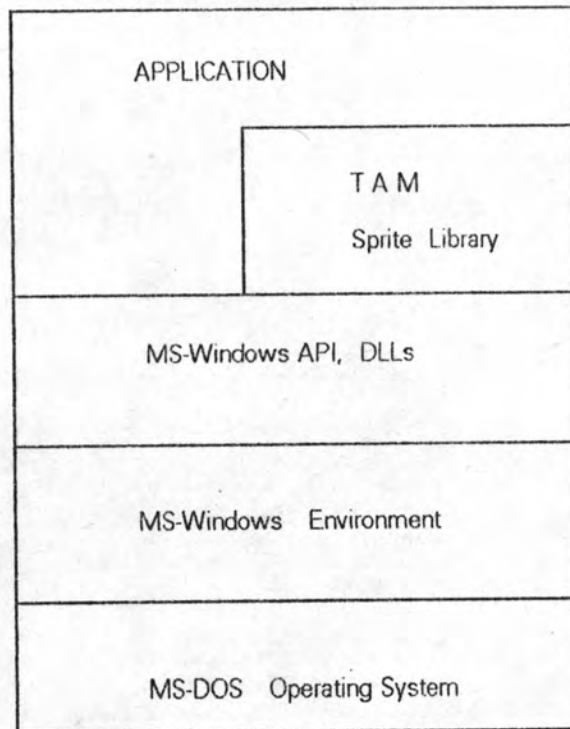 APPLICATION
T A M
Sprite Library
MS-Windows API, DLLs
MS-Windows Environment
MS-DOS Operating System